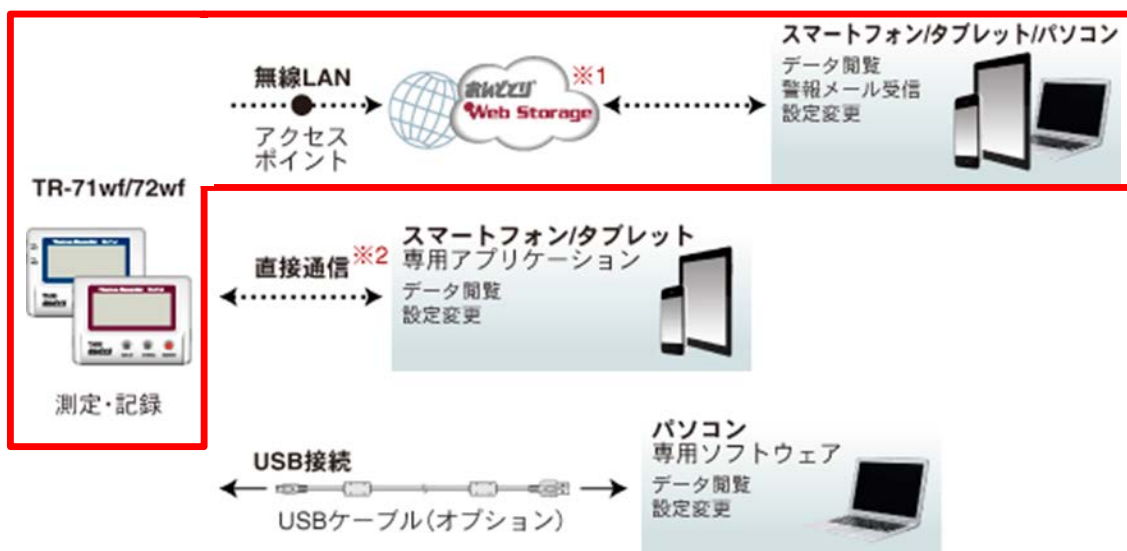 スマートフォン/タブレット/パソコン
データ閲覧
警報メール受信
設定変更
無線LAN
アクセス
ポイント
おんどとり
Web Storage
※1
TR-71wf/72wf
測定・記録
直接通信※2
スマートフォン/タブレット
専用アプリケーション
データ閲覧
設定変更
USB接続
USBケーブル(オプション)
パソコン
専用ソフトウェア
データ閲覧
設定変更